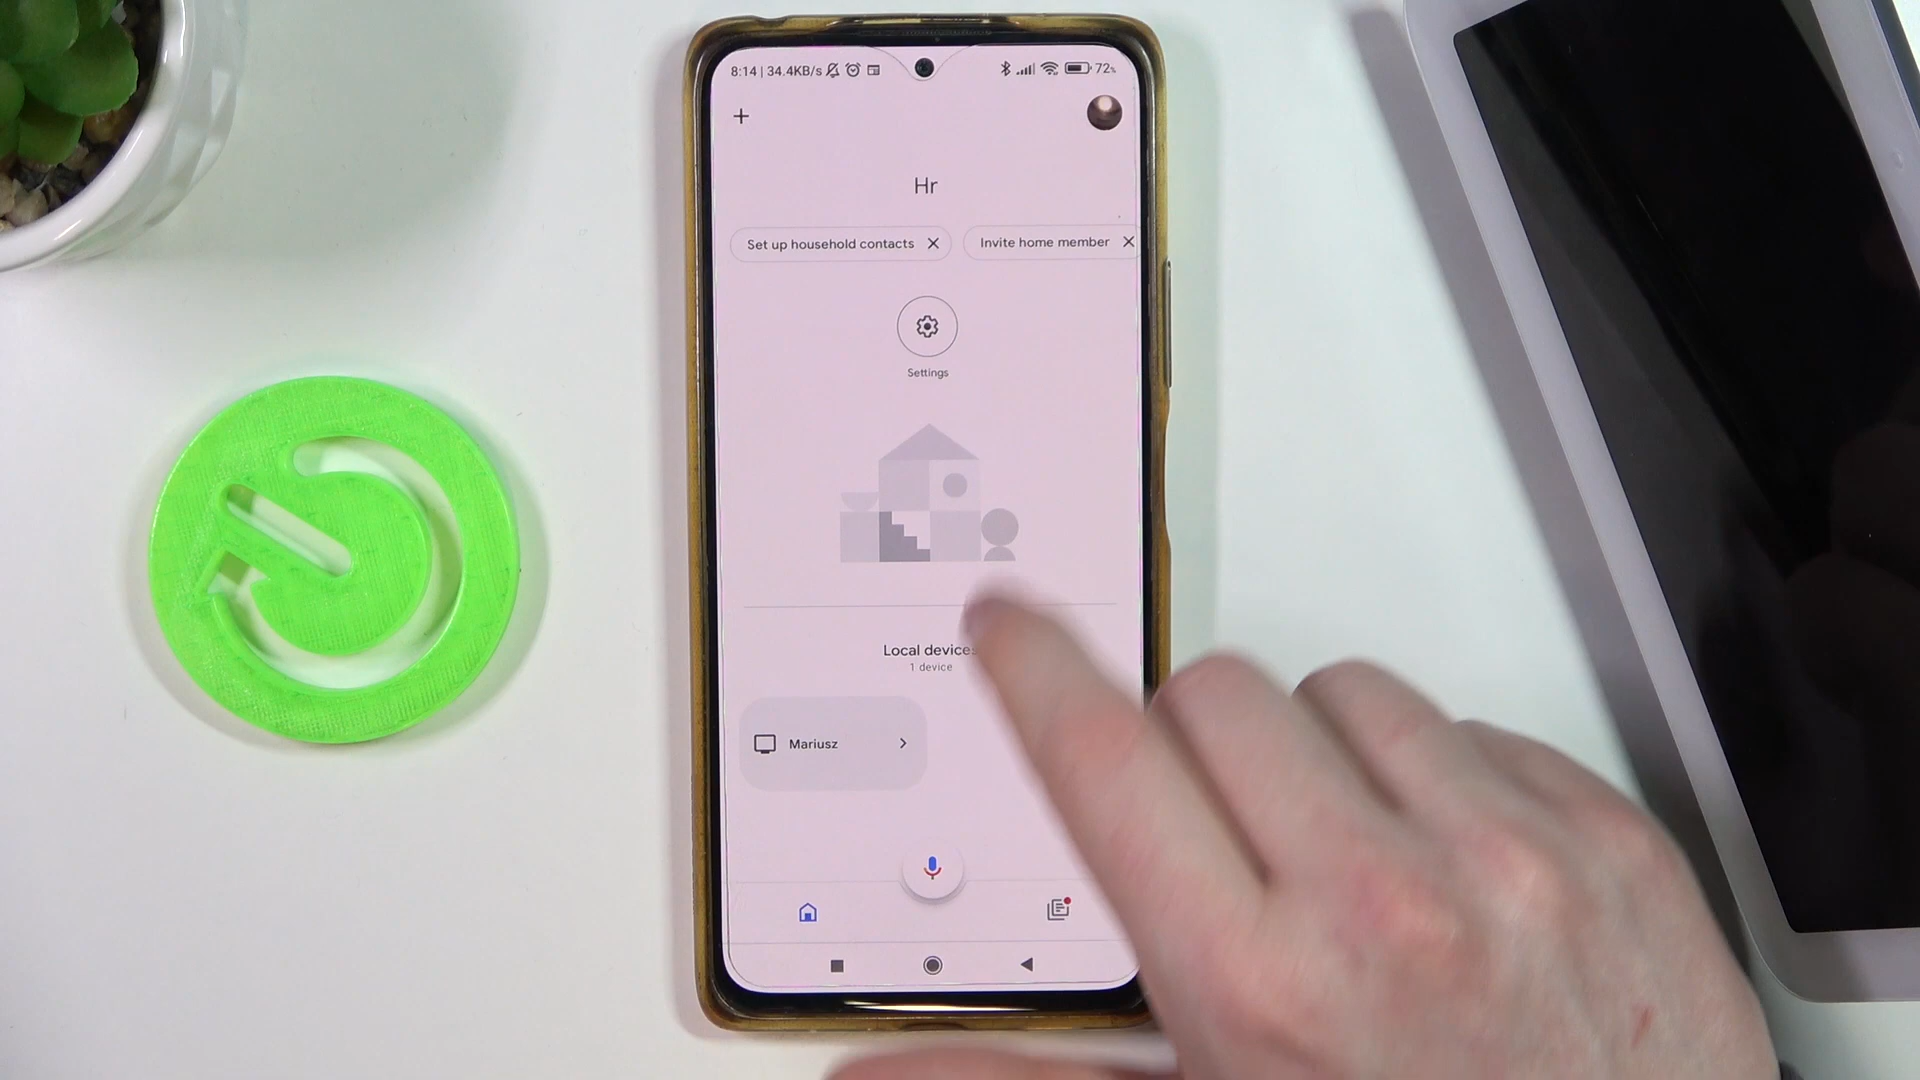 8:14 | 34.4KB/s
72%
Hr
Set up household contacts
Invite home member
Settings
Local devices
1 device
Mariusz